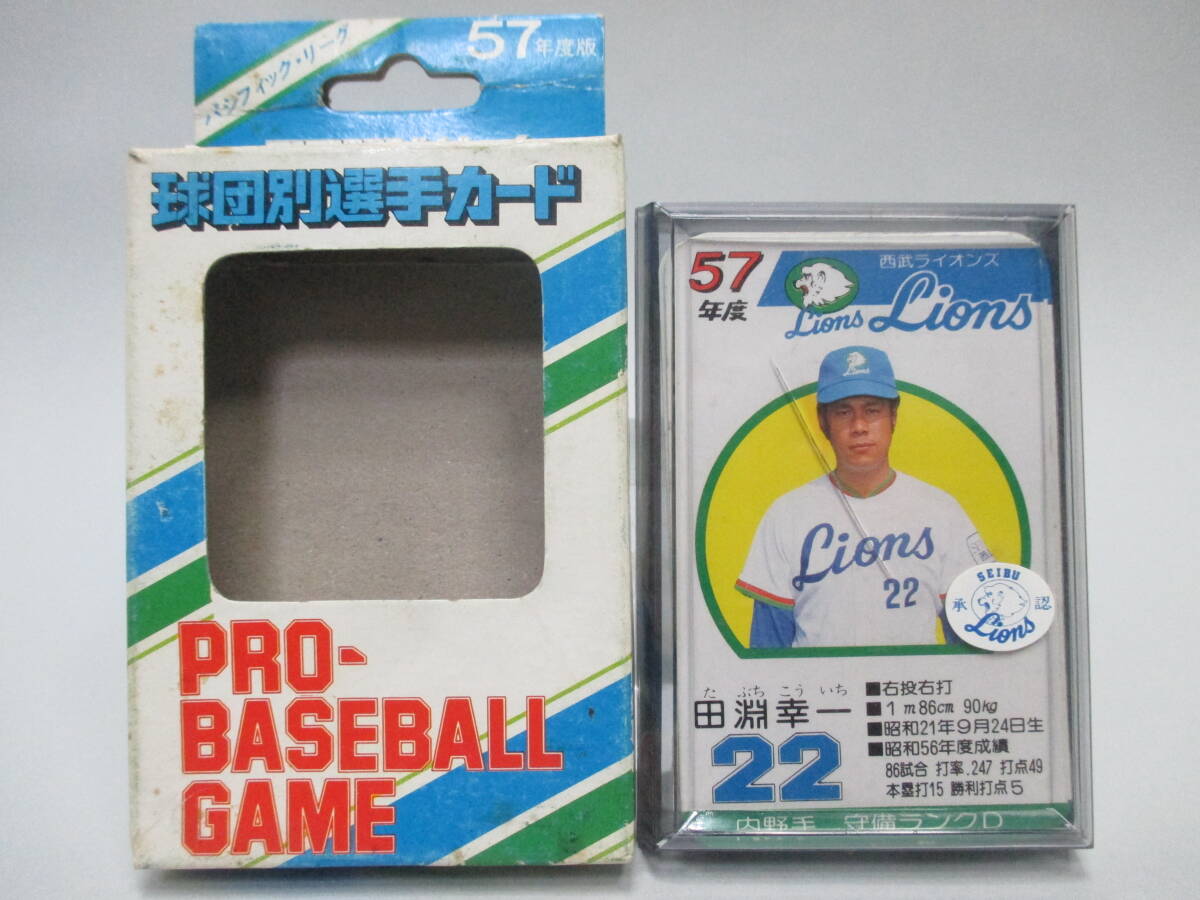 パシフィック・リーグ
57年度版
球団別選手カード
PRO-
BASEBALL
GAME
57
年度
西武ライオンズ
Lions
Lions
Lions
Lions
22
SEIBU
承認
Lions
たぶちこういち
田淵幸一
22
■右投右打
■1m86cm 90kg
■昭和21年9月24日生
■昭和56年度成績
86試合 打率.247 打点49
本塁打15 勝利打点5
内野手 守備ランクD